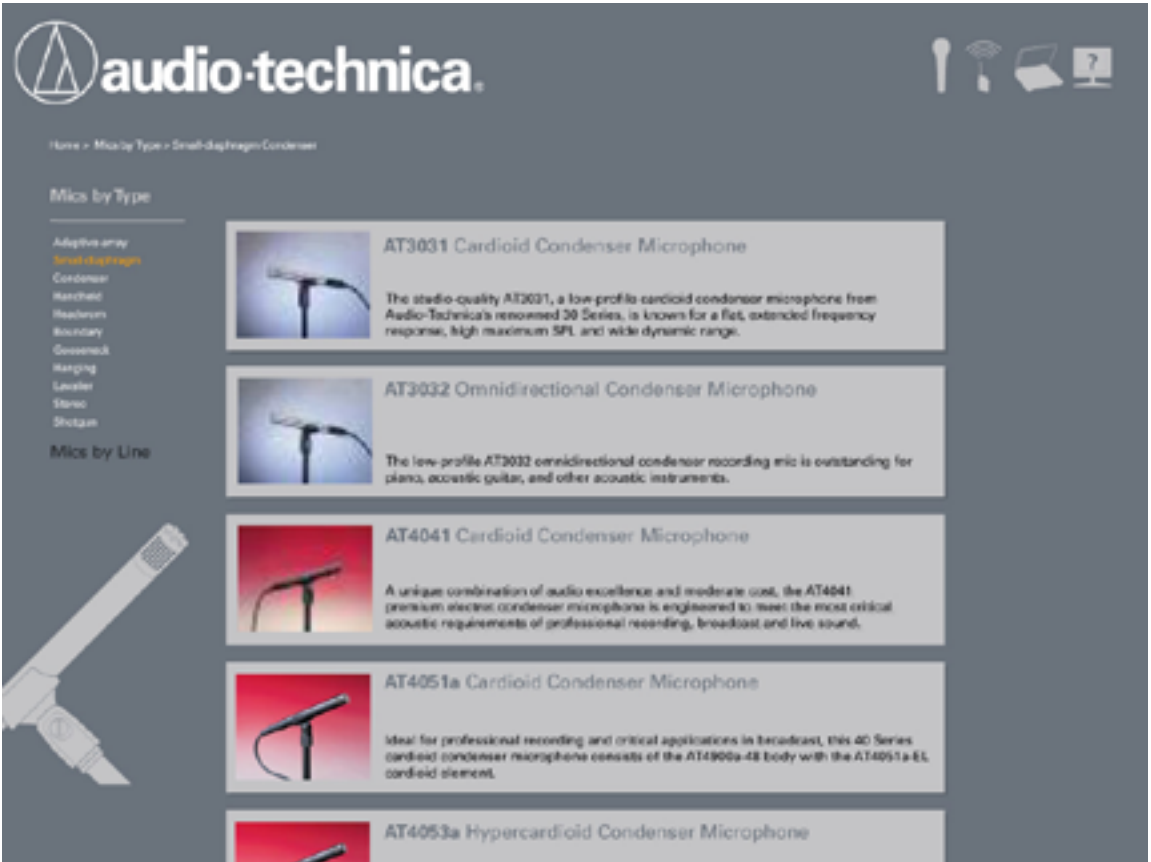 audio-technica®
?
Home > Mics by Type > Small-diaphragm Condenser
Mics by Type
Adaptive-array
Small-diaphragm
Condenser
Handheld
Headworn
Boundary
Gooseneck
Hanging
Lavalier
Stereo
Shotgun
Mics by Line
AT3031 Cardioid Condenser Microphone
The studio-quality AT3031, a low-profile cardioid condenser microphone from
Audio-Technica's renowned 30 Series, is known for a flat, extended frequency
response, high maximum SPL and wide dynamic range.
AT3032 Omnidirectional Condenser Microphone
The low-profile AT3032 omnidirectional condenser recording mic is outstanding for
piano, acoustic guitar, and other acoustic instruments.
AT4041 Cardioid Condenser Microphone
A unique combination of audio excellence and moderate cost, the AT4041
premium electret condenser microphone is engineered to meet the most critical
acoustic requirements of professional recording, broadcast and live sound.
AT4051a Cardioid Condenser Microphone
Ideal for professional recording and critical applications in broadcast, this 40 Series
cardioid condenser microphone consists of the AT4900a-48 body with the AT4051a-EL
cardioid element.
AT4053a Hypercardioid Condenser Microphone